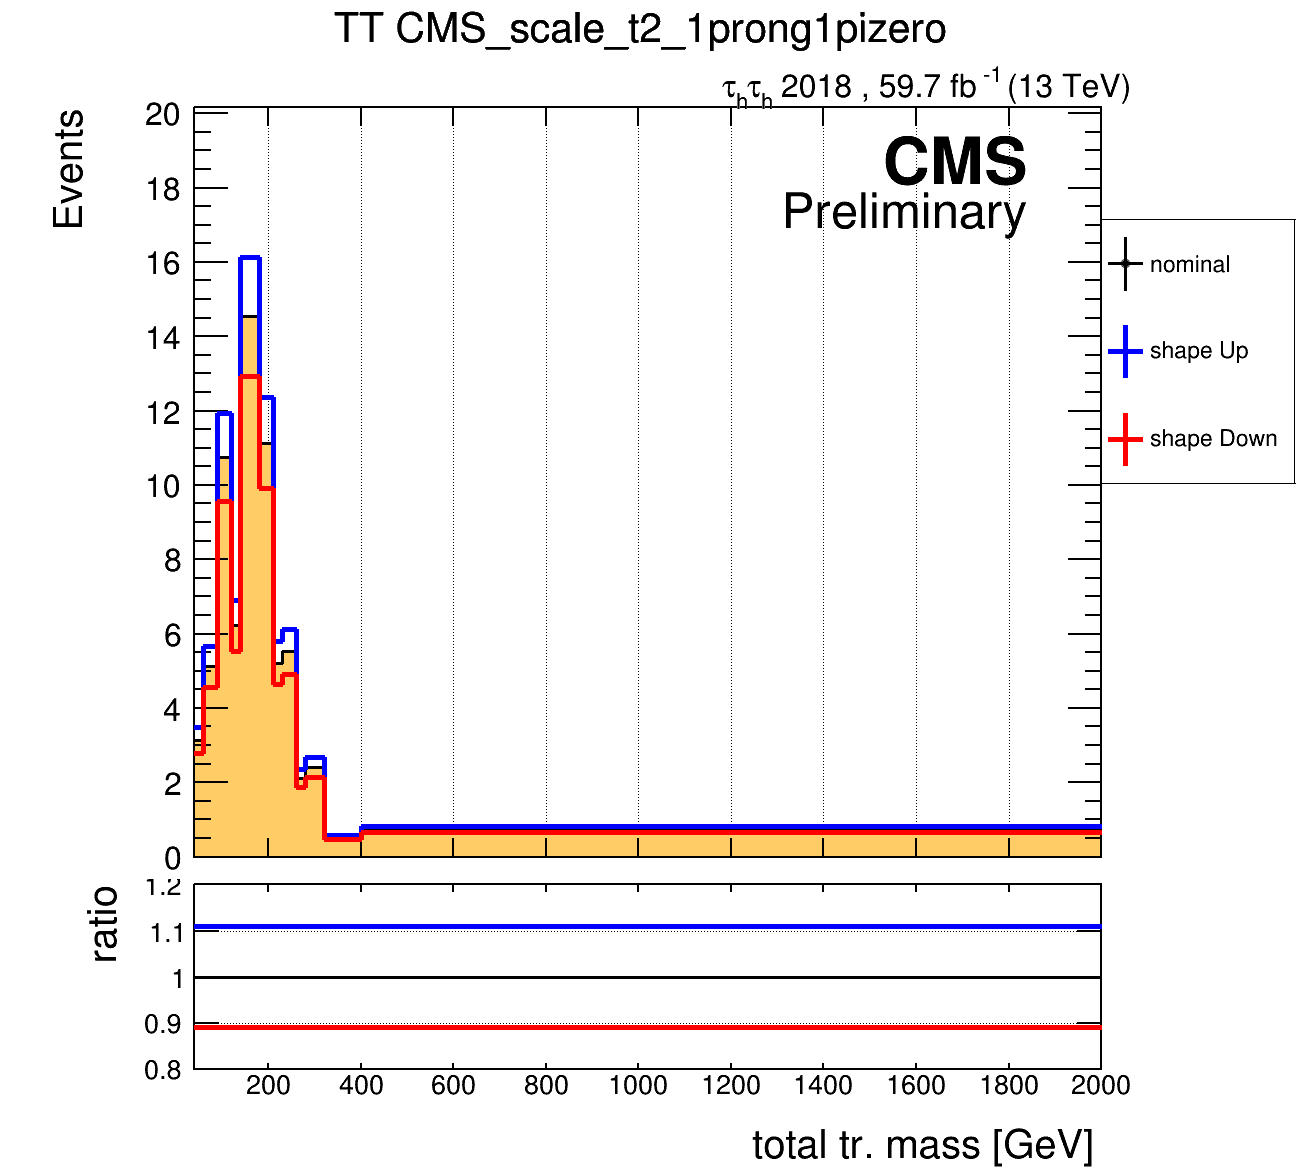 TT CMS_scale_t2_1prong1pizero
τhτh 2018 , 59.7 fb-1 (13 TeV)
Events
20
18
16
14
12
10
8
6
4
2
0
CMS
Preliminary
nominal
shape Up
shape Down
ratio
1.2
1.1
1
0.9
0.8
200 400 600 800 1000 1200 1400 1600 1800 2000
total tr. mass [GeV]